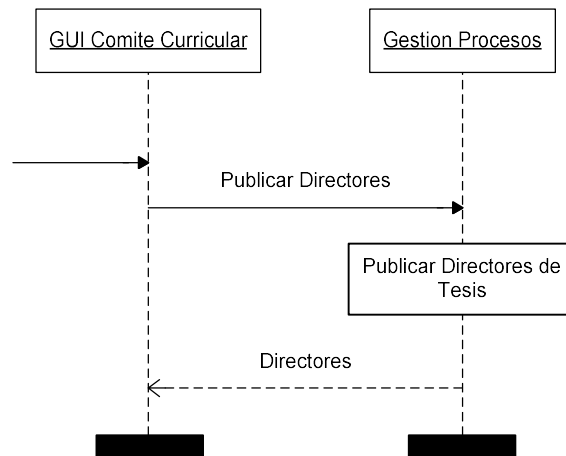 GUI Comite Curricular
Gestion Procesos
Publicar Directores
Publicar Directores de
Tesis
Directores